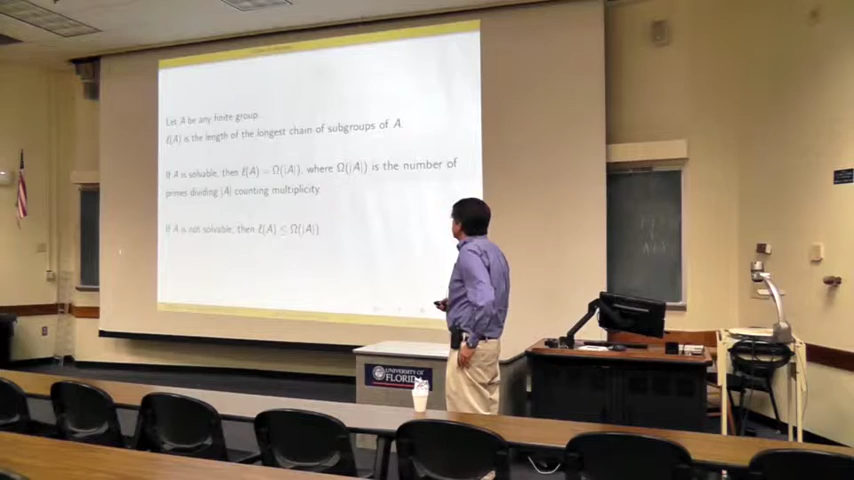 Let A be any finite group.
ℓ(A) is the length of the longest chain of subgroups of A.
If A is solvable, then ℓ(A) = Ω(|A|), where Ω(|A|) is the number of
primes dividing |A| counting multiplicity.
If A is not solvable, then ℓ(A) ≤ Ω(|A|)
UNIVERSITY of
FLORIDA